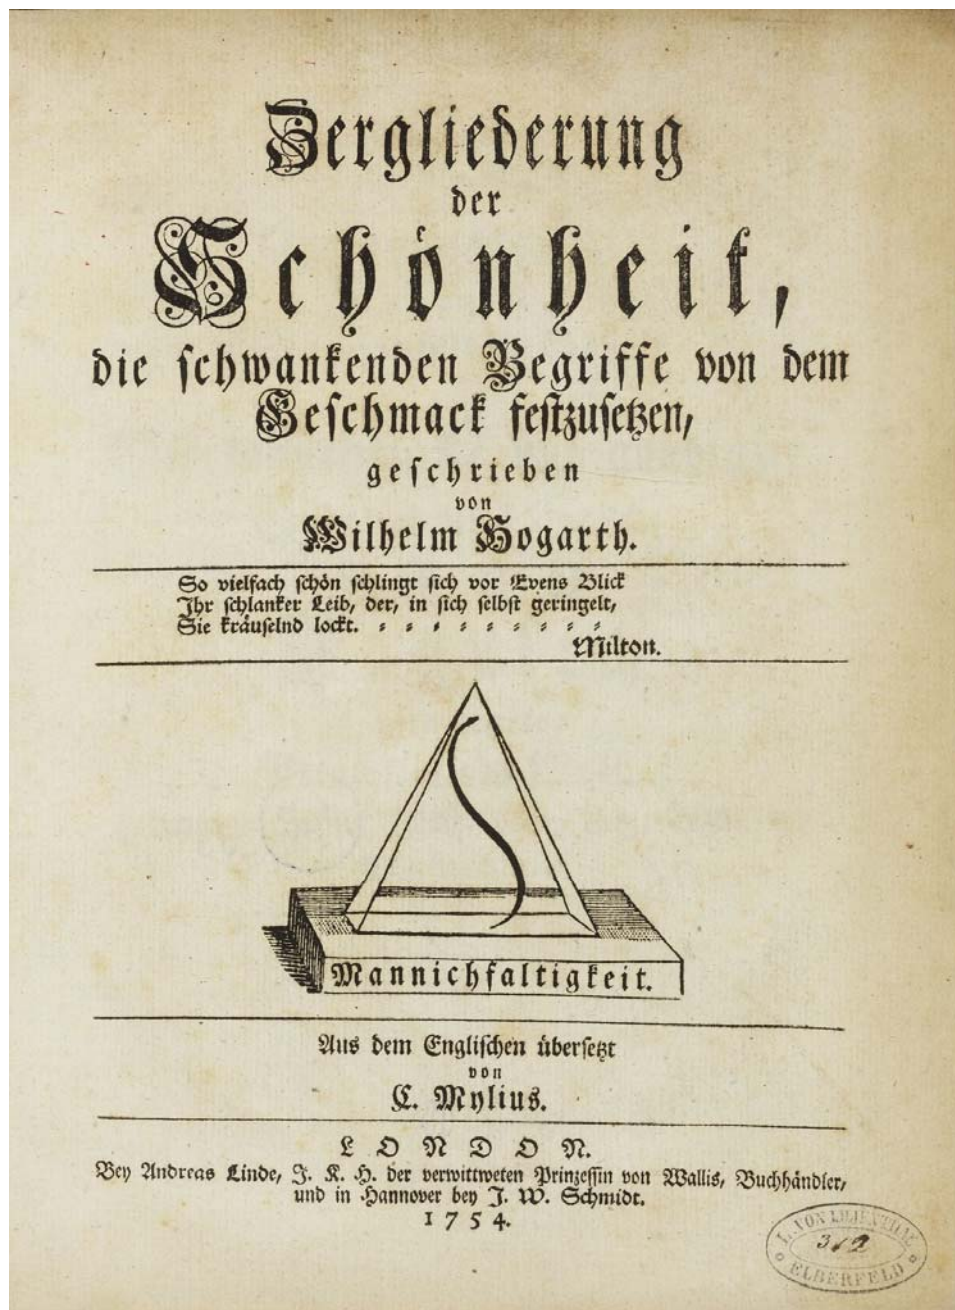 Zergliederung
der
Schönheit,
die schwankenden Begriffe von dem
Geschmack festzusetzen,
geschrieben
von
Wilhelm Hogarth.
So vielfach schön schlingt sich vor Evens Blick
Ihr schlanker Leib, der, in sich selbst geringelt,
Sie kräuselnd lockt. = = = = = = = = =
Milton.
Mannichfaltigkeit.
Aus dem Englischen übersetzt
von
C. Mylius.
LONDON.
Bey Andreas Linde, J. K. H. der verwittweten Prinzessin von Wallis, Buchhändler,
und in Hannover bey J. W. Schmidt.
1754.
L. VON LILIENTHAL
312
ELBERFELD